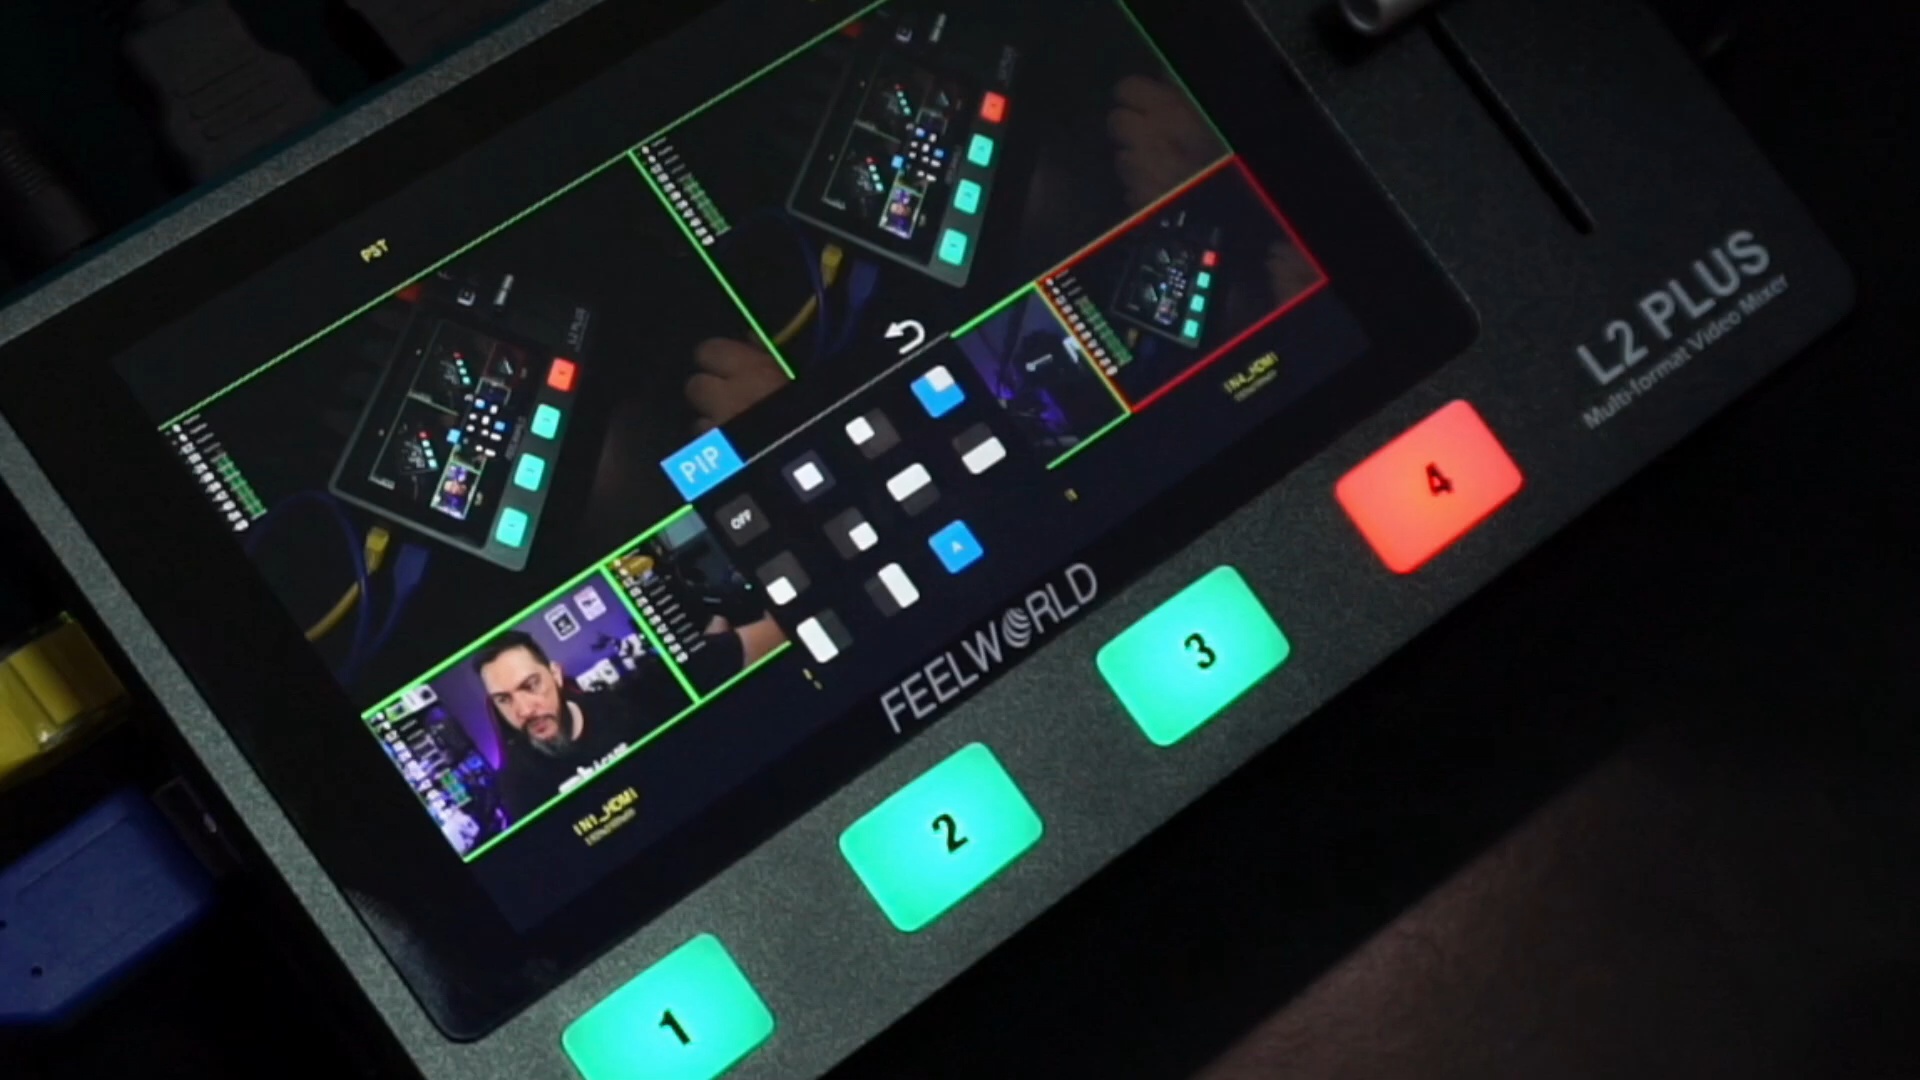 PST
PIP
OFF
A
IN1_HDMI
IN4_HDMI
FEELWORLD
L2 PLUS
Multi-format Video Mixer
1
2
3
4